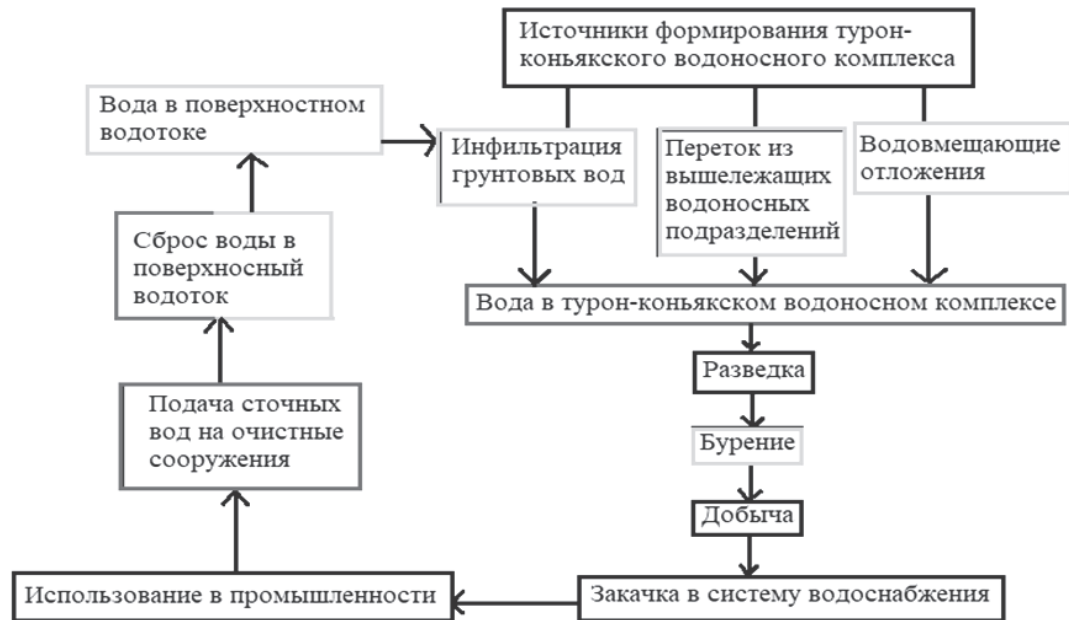 Источники формирования турон-
коньякского водоносного комплекса
Вода в поверхностном
водотоке
Инфильтрация
грунтовых вод
Переток из
вышележащих
водоносных
подразделений
Водовмещающие
отложения
Сброс воды в
поверхносный
водоток
Вода в турон-коньякском водоносном комплексе
Разведка
Подача сточных
вод на очистные
сооружения
Бурение
Добыча
Использование в промышленности
Закачка в систему водоснабжения